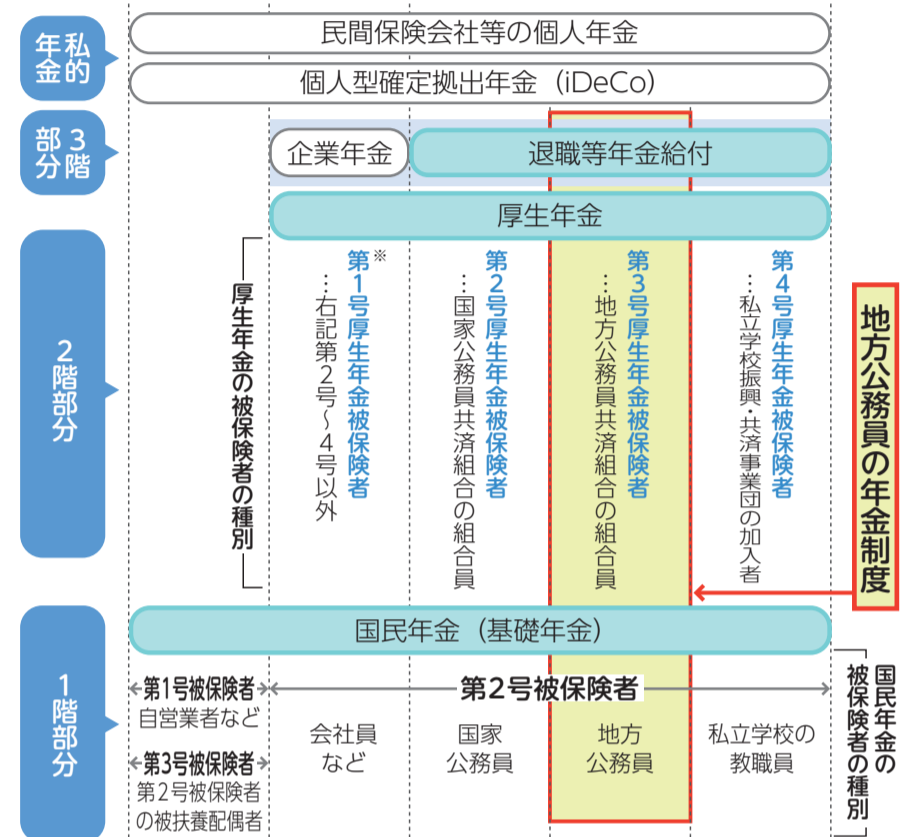 私的
年金
民間保険会社等の個人年金
個人型確定拠出年金（iDeCo）
3階
部分
企業年金
退職等年金給付
厚生年金
2階部分
厚生年金の被保険者の種別
※
第1号厚生年金被保険者
…右記第2号～4号以外
第2号厚生年金被保険者
…国家公務員共済組合の組合員
第3号厚生年金被保険者
…地方公務員共済組合の組合員
第4号厚生年金被保険者
…私立学校振興・共済事業団の加入者
地方公務員の年金制度
1階部分
国民年金（基礎年金）
第1号被保険者
自営業者など
第3号被保険者
第2号被保険者
の被扶養配偶者
第2号被保険者
会社員
など
国家
公務員
地方
公務員
私立学校の
教職員
国民年金の
被保険者の種別